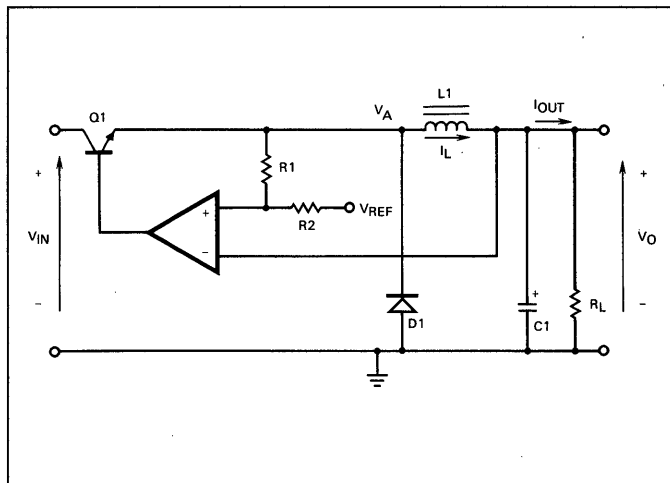 L1
Q1
VA
IOUT
+
IL
R1
+
+
+
VREF
−
R2
VIN
VO
+
−
D1
C1
RL
−